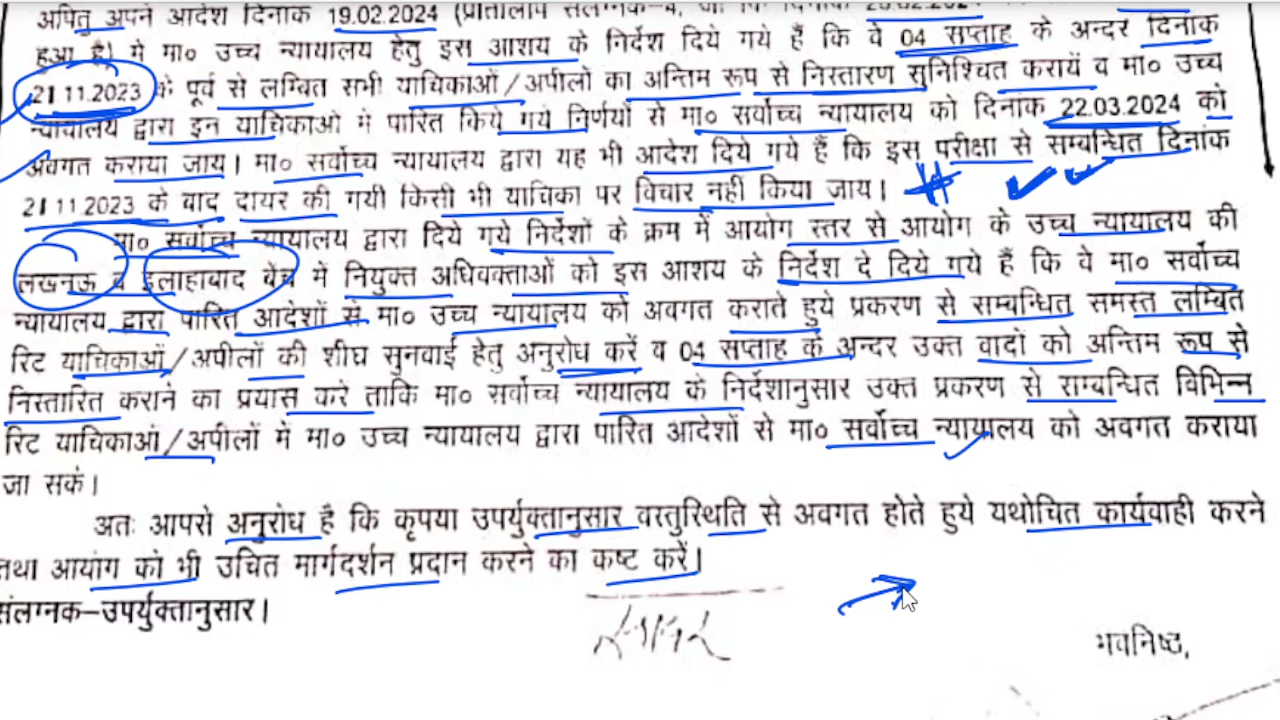 अपितु अपने आदेश दिनांक 19.02.2024 (प्रतिलिपि संलग्नक-4,
हुआ है) में मा० उच्च न्यायालय हेतु इस आशय के निर्देश दिये गये हैं कि वे 04 सप्ताह के अन्दर दिनांक
21.11.2023 के पूर्व से लम्बित सभी याचिकाओं/अपीलों का अन्तिम रूप से निस्तारण सुनिश्चित करायें व मा० उच्च
न्यायालय द्वारा इन याचिकाओं में पारित किये गये निर्णयों से मा० सर्वोच्च न्यायालय को दिनांक 22.03.2024 को
अवगत कराया जाय। मा० सर्वोच्च न्यायालय द्वारा यह भी आदेश दिये गये हैं कि इस परीक्षा से सम्बन्धित दिनांक
21.11.2023 के बाद दायर की गयी किसी भी याचिका पर विचार नहीं किया जाय।
मा० सर्वोच्च न्यायालय द्वारा दिये गये निर्देशों के क्रम में आयोग स्तर से आयोग के उच्च न्यायालय की
लखनऊ व इलाहाबाद बेंच में नियुक्त अधिवक्ताओं को इस आशय के निर्देश दे दिये गये हैं कि वे मा० सर्वोच्च
न्यायालय द्वारा पारित आदेशों से मा० उच्च न्यायालय को अवगत कराते हुये प्रकरण से सम्बन्धित समस्त लम्बित
रिट याचिकाओं/अपीलों की शीघ्र सुनवाई हेतु अनुरोध करें व 04 सप्ताह के अन्दर उक्त वादों को अन्तिम रूप से
निस्तारित कराने का प्रयास करें ताकि मा० सर्वोच्च न्यायालय के निर्देशानुसार उक्त प्रकरण से सम्बन्धित विभिन्न
रिट याचिकाओं/अपीलों में मा० उच्च न्यायालय द्वारा पारित आदेशों से मा० सर्वोच्च न्यायालय को अवगत कराया
जा सकें।
अतः आपसे अनुरोध है कि कृपया उपर्युक्तानुसार वस्तुस्थिति से अवगत होते हुये यथोचित कार्यवाही करने
तथा आयोग को भी उचित मार्गदर्शन प्रदान करने का कष्ट करें।
संलग्नक-उपर्युक्तानुसार।
भवनिष्ठ,